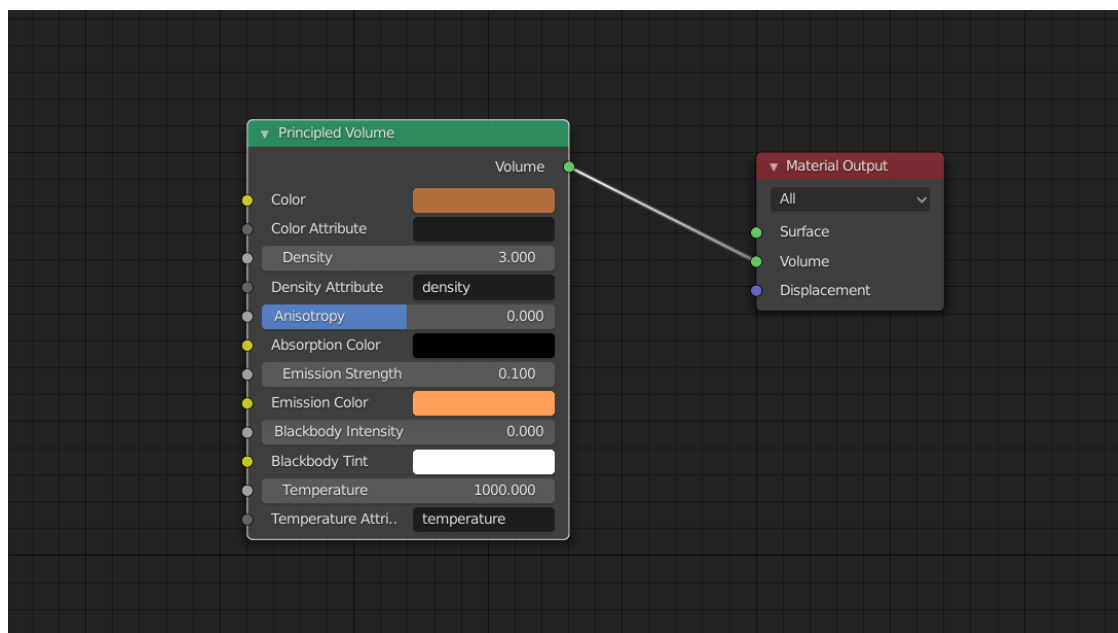 Principled Volume
Volume
Color
Color Attribute
Density 3.000
Density Attribute density
Anisotropy 0.000
Absorption Color
Emission Strength 0.100
Emission Color
Blackbody Intensity 0.000
Blackbody Tint
Temperature 1000.000
Temperature Attri.. temperature
Material Output
All
Surface
Volume
Displacement